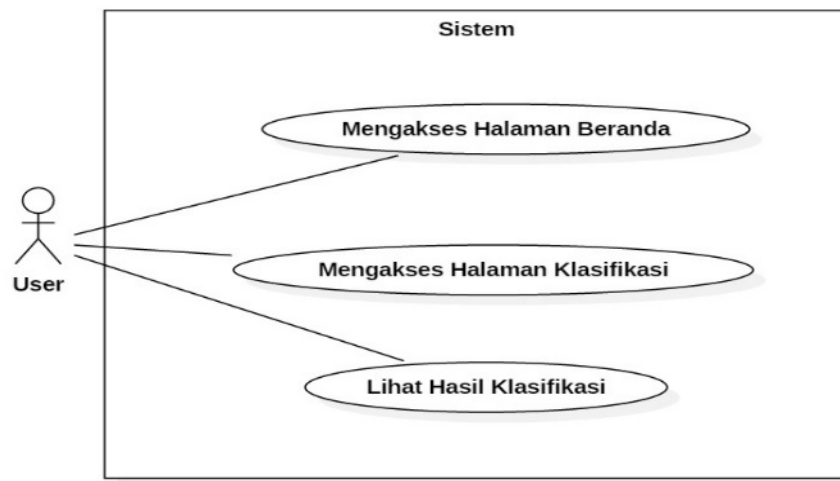 Sistem
Mengakses Halaman Beranda
User
Mengakses Halaman Klasifikasi
Lihat Hasil Klasifikasi